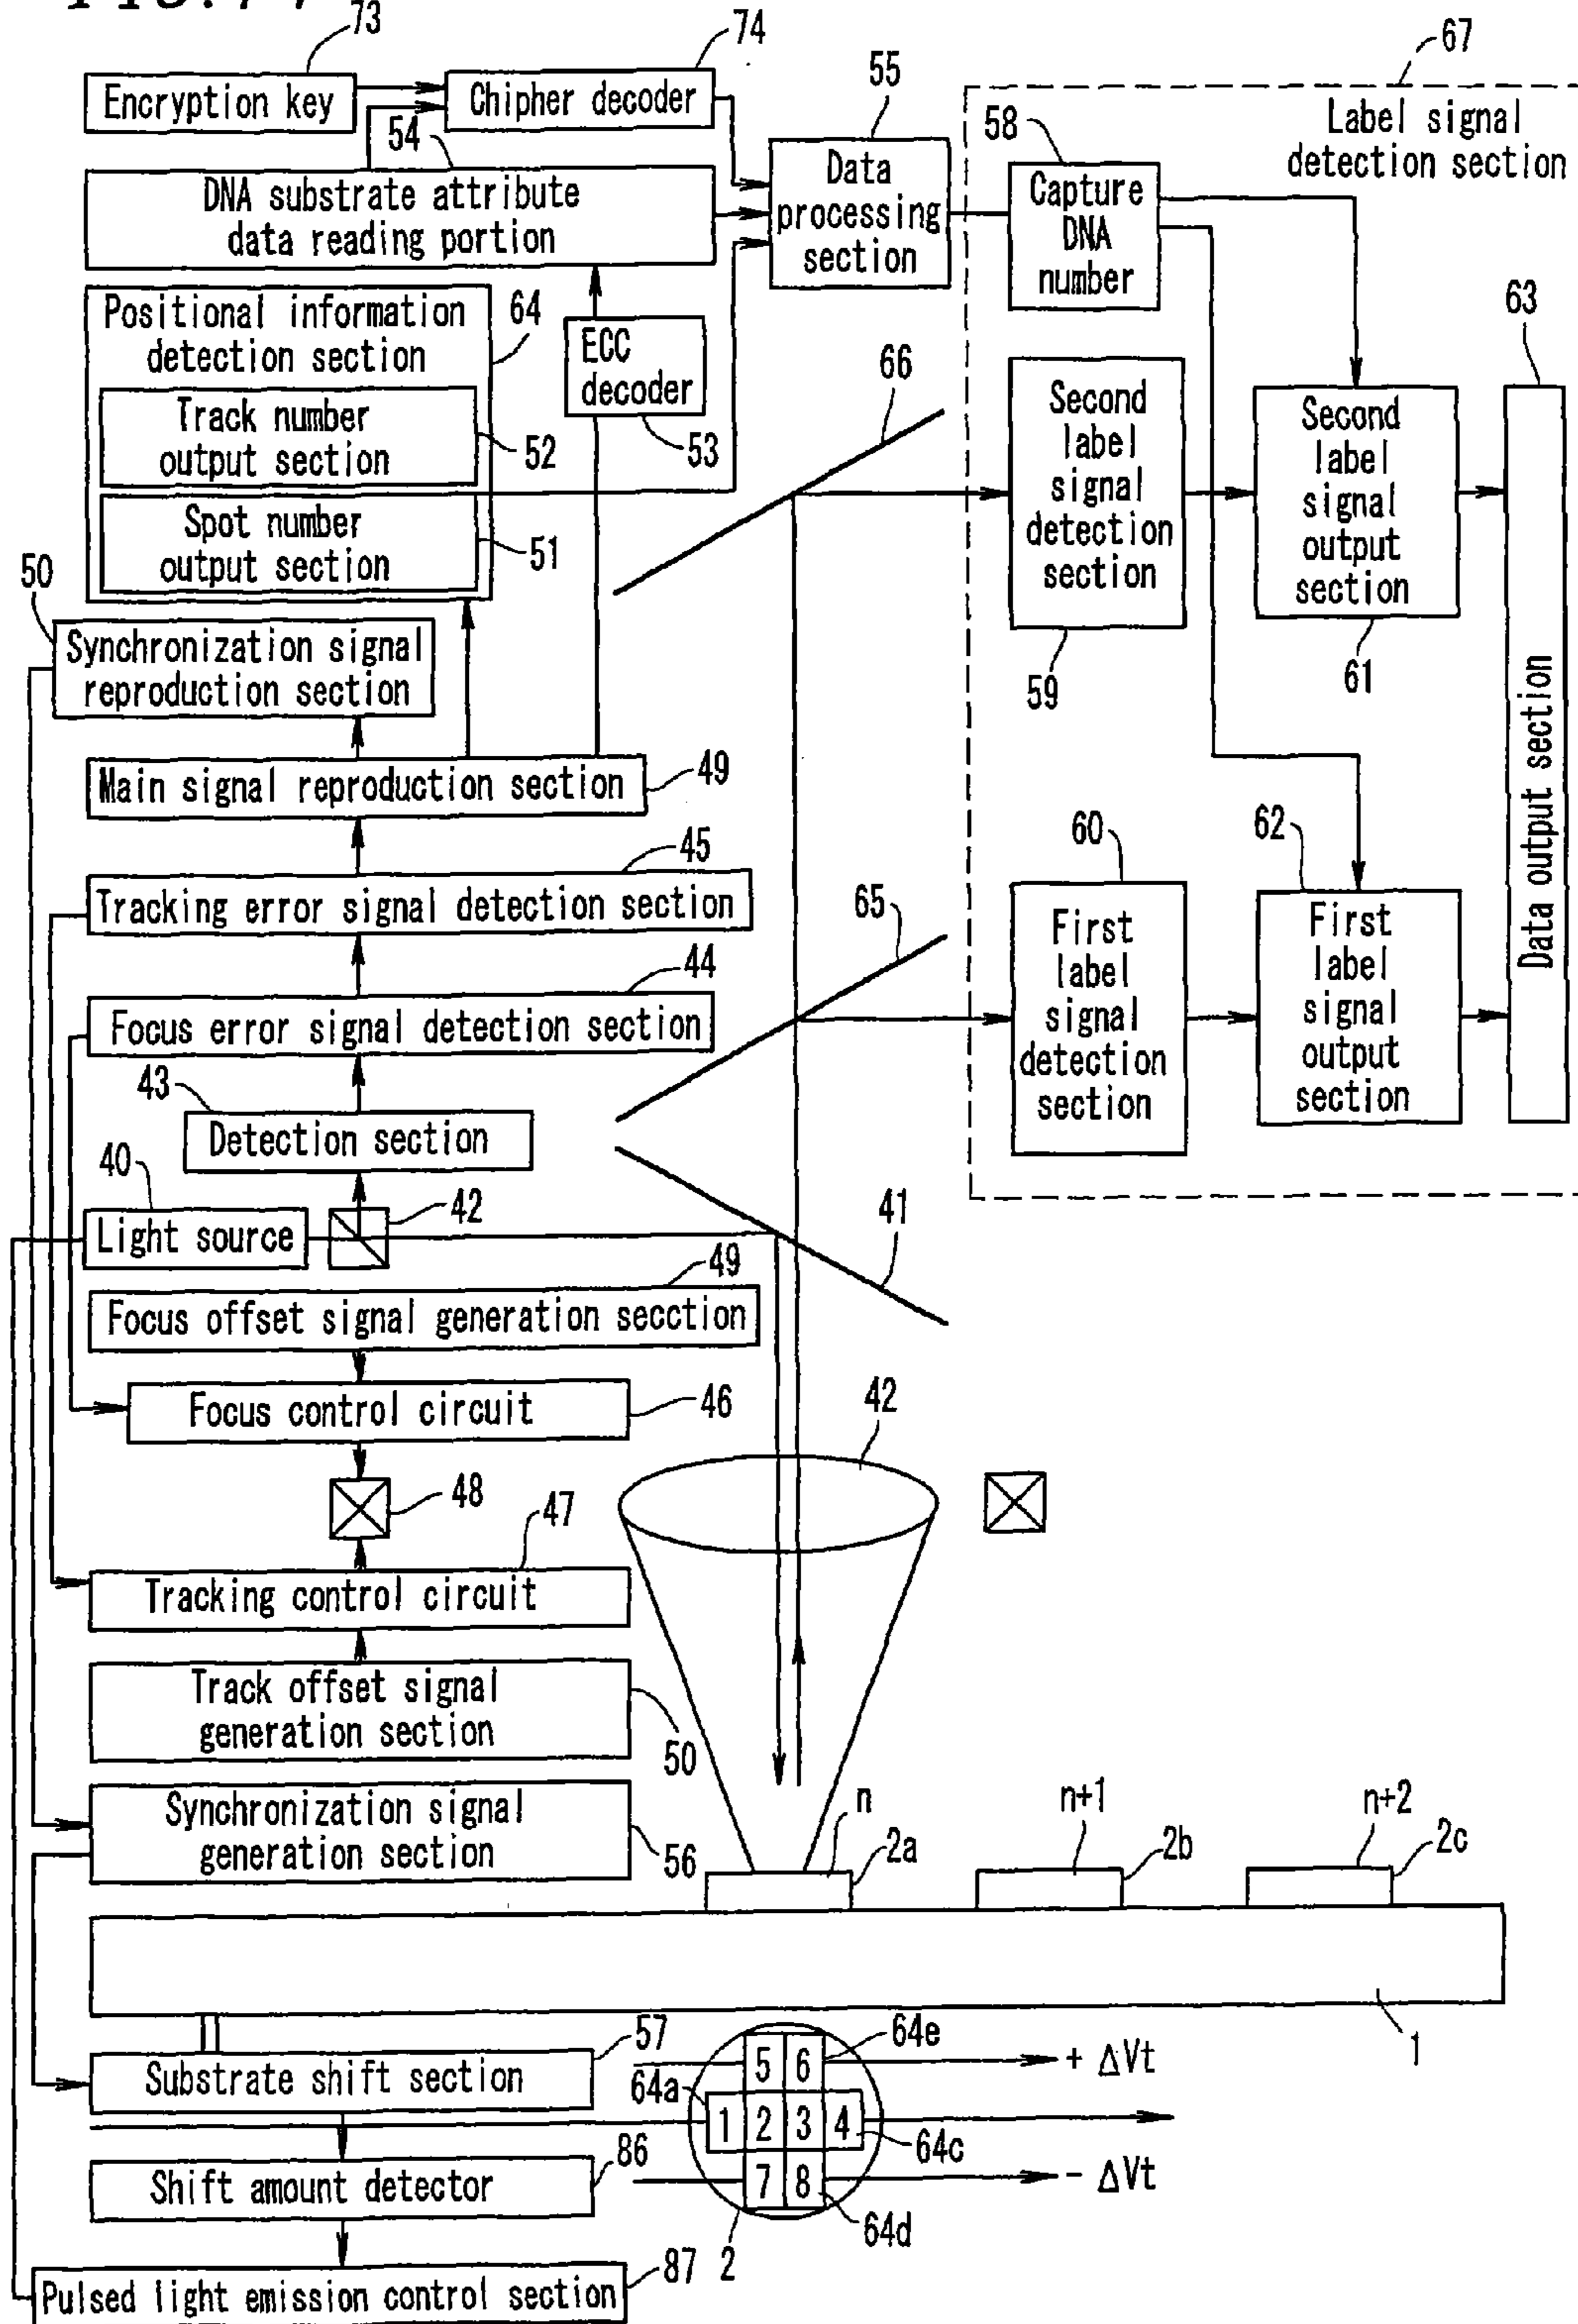 73
74
67
Encryption key
Chipher decoder
55
58
Label signal
detection section
54
DNA substrate attribute
data reading portion
Data
processing
section
Capture
DNA
number
Positional information
detection section
64
ECC
decoder
53
66
63
Track number
output section
52
Second
label
signal
detection
section
Second
label
signal
output
section
Spot number
output section
51
50
Synchronization signal
reproduction section
59
61
Data output section
Main signal reproduction section
49
45
Tracking error signal detection section
65
60
62
44
Focus error signal detection section
First
label
signal
detection
section
First
label
signal
output
section
43
Detection section
40
Light source
42
41
49
Focus offset signal generation secction
Focus control circuit
46
42
48
47
Tracking control circuit
Track offset signal
generation section
50
Synchronization signal
generation section
56
n
2a
n+1
2b
n+2
2c
1
57
Substrate shift section
64e
5 6
+ ΔVt
64a
1 2 3 4
64c
86
Shift amount detector
7 8
- ΔVt
64d
2
87
Pulsed light emission control section